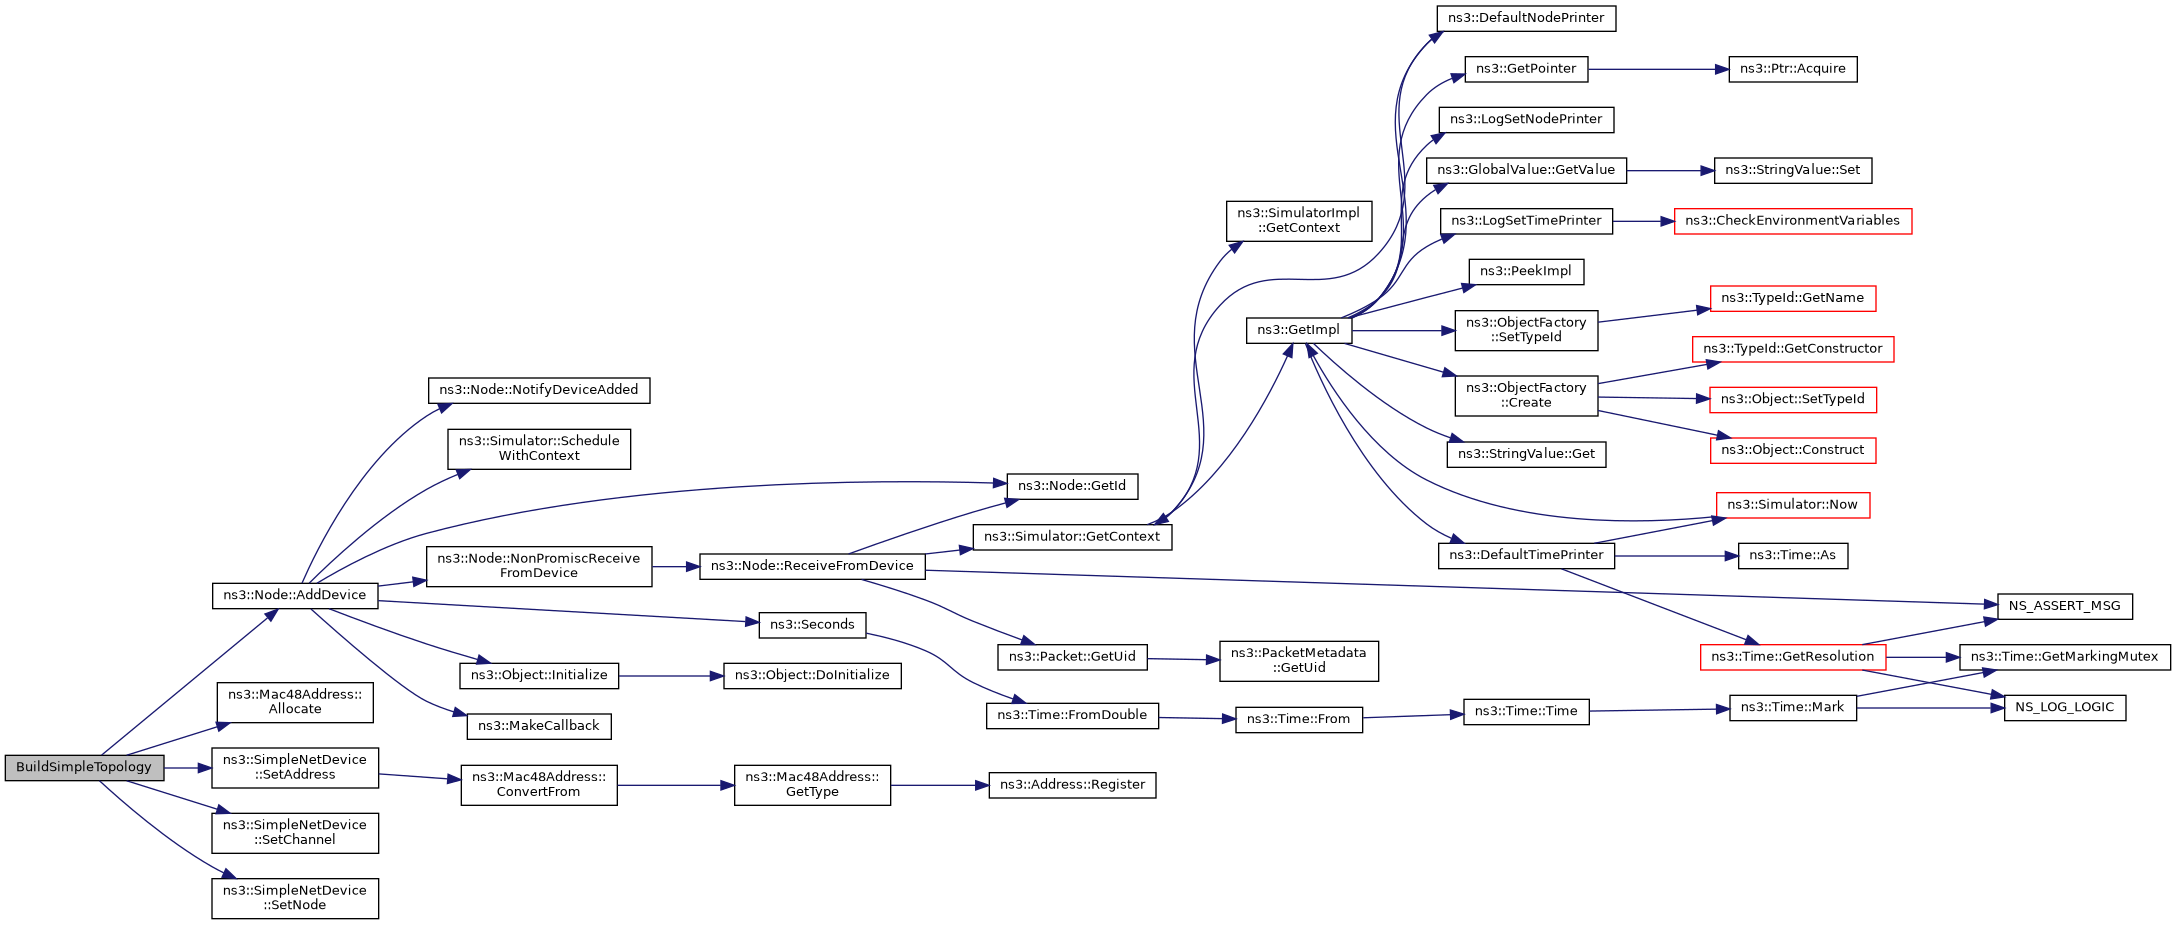 ns3::DefaultNodePrinter
ns3::GetPointer
ns3::Ptr::Acquire
ns3::LogSetNodePrinter
ns3::GlobalValue::GetValue
ns3::StringValue::Set
ns3::SimulatorImpl
::GetContext
ns3::LogSetTimePrinter
ns3::CheckEnvironmentVariables
ns3::PeekImpl
ns3::TypeId::GetName
ns3::GetImpl
ns3::ObjectFactory
::SetTypeId
ns3::TypeId::GetConstructor
ns3::ObjectFactory
::Create
ns3::Object::SetTypeId
ns3::Node::NotifyDeviceAdded
ns3::Simulator::Schedule
WithContext
ns3::StringValue::Get
ns3::Object::Construct
ns3::Node::GetId
ns3::Simulator::Now
ns3::Simulator::GetContext
ns3::Node::NonPromiscReceive
FromDevice
ns3::Node::ReceiveFromDevice
ns3::DefaultTimePrinter
ns3::Time::As
ns3::Node::AddDevice
NS_ASSERT_MSG
ns3::Seconds
ns3::Packet::GetUid
ns3::PacketMetadata
::GetUid
ns3::Time::GetResolution
ns3::Time::GetMarkingMutex
ns3::Object::Initialize
ns3::Object::DoInitialize
ns3::Mac48Address::
Allocate
ns3::MakeCallback
ns3::Time::FromDouble
ns3::Time::From
ns3::Time::Time
ns3::Time::Mark
NS_LOG_LOGIC
BuildSimpleTopology
ns3::SimpleNetDevice
::SetAddress
ns3::Mac48Address::
ConvertFrom
ns3::Mac48Address::
GetType
ns3::Address::Register
ns3::SimpleNetDevice
::SetChannel
ns3::SimpleNetDevice
::SetNode